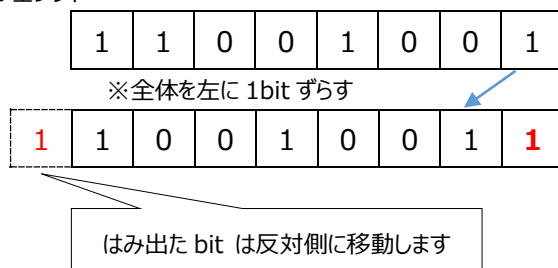 1 1 0 0 1 0 0 1
※全体を左に 1bit ずらす
1 1 0 0 1 0 0 1 1
はみ出た bit は反対側に移動します